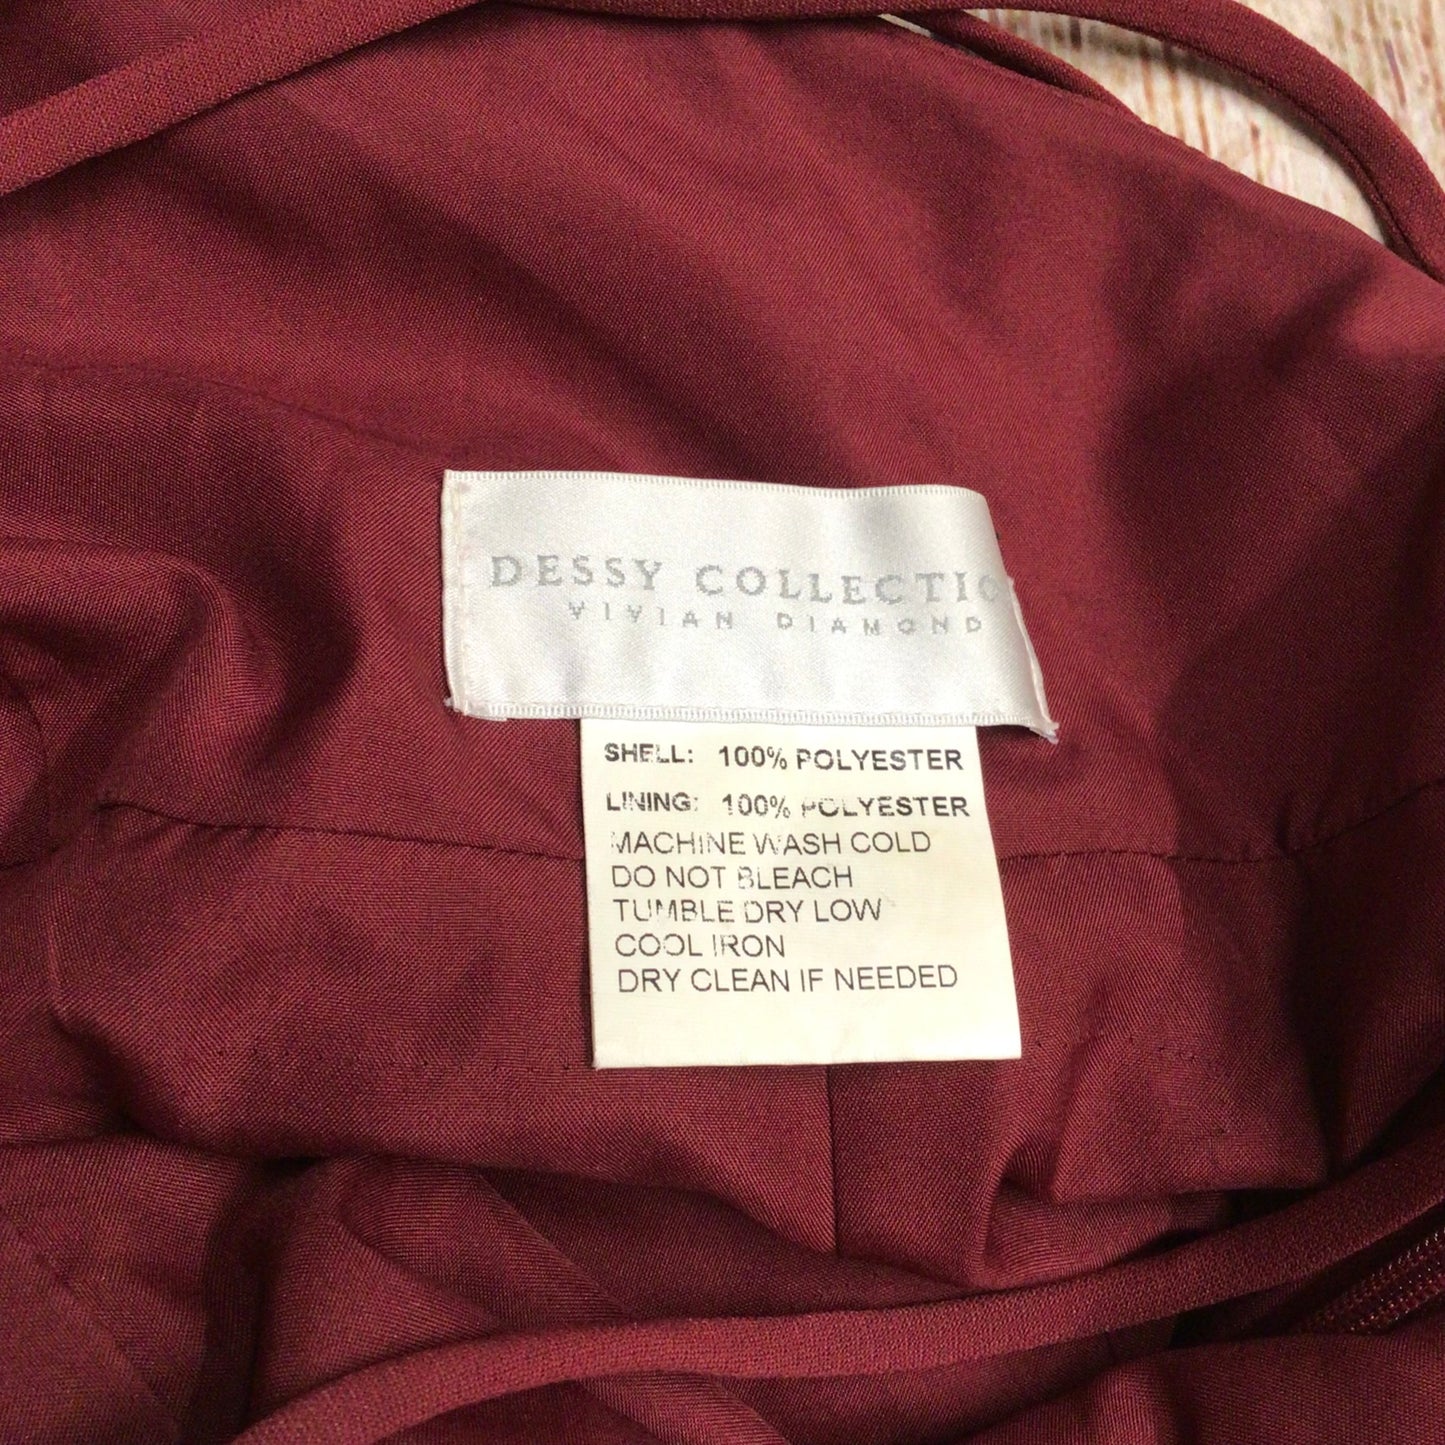 DESSY COLLECTIO
VIVIAN DIAMOND
SHELL: 100% POLYESTER
LINING: 100% POLYESTER
MACHINE WASH COLD
DO NOT BLEACH
TUMBLE DRY LOW
COOL IRON
DRY CLEAN IF NEEDED